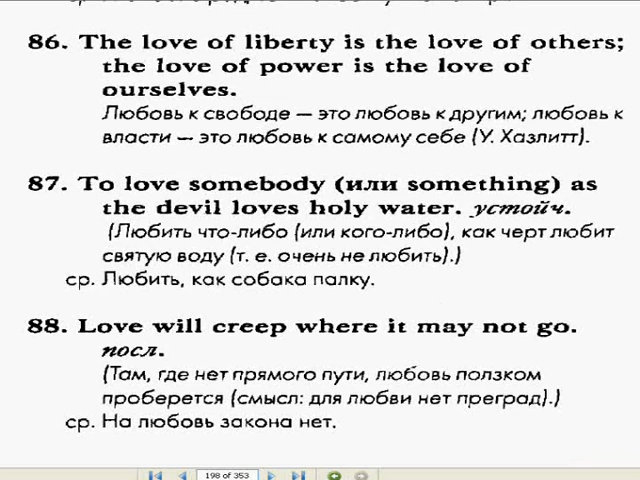 86. The love of liberty is the love of others;
the love of power is the love of
ourselves.
Любовь к свободе — это любовь к другим; любовь к
власти — это любовь к самому себе (У. Хазлитт).
87. To love somebody (или something) as
the devil loves holy water. устойч.
(Любить что-либо (или кого-либо), как черт любит
святую воду (т. е. очень не любить).)
ср. Любить, как собака палку.
88. Love will creep where it may not go.
посл.
(Там, где нет прямого пути, любовь ползком
проберется (смысл: для любви нет преград).)
ср. На любовь закона нет.
198 of 353